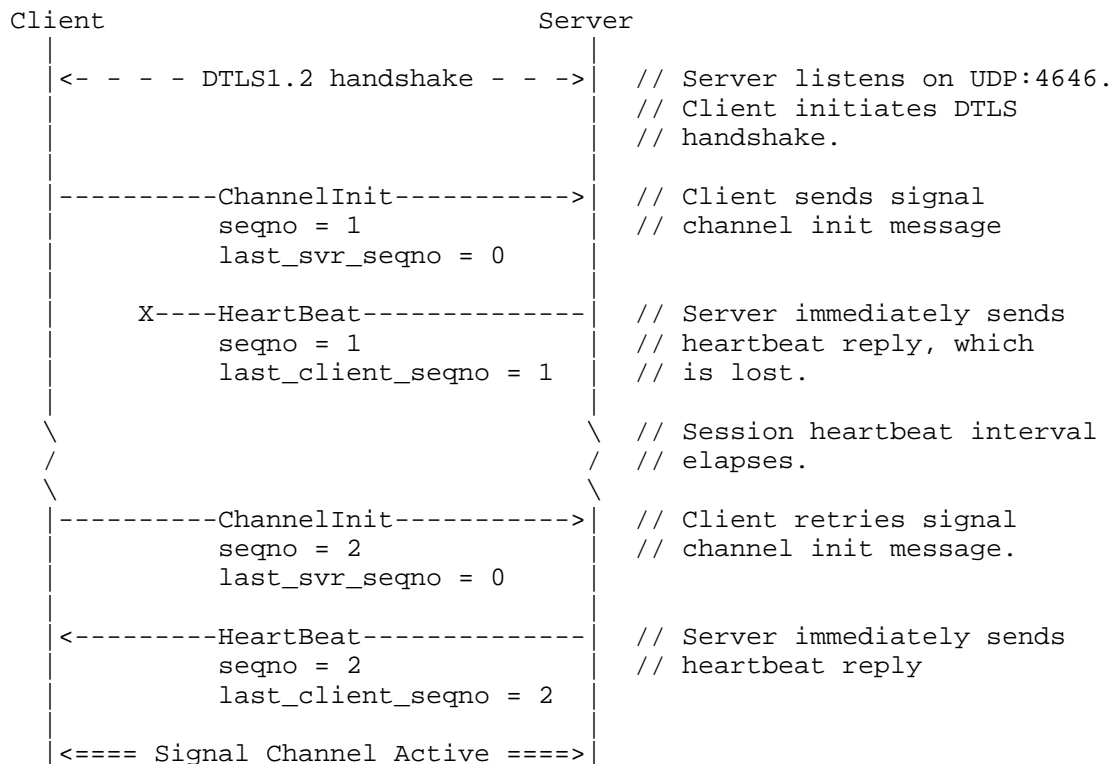 Client                          Server
  |                               |
  |<- - - - DTLS1.2 handshake - - ->|  // Server listens on UDP:4646.
  |                               |  // Client initiates DTLS
  |                               |  // handshake.
  |                               |
  |----------ChannelInit----------->|  // Client sends signal
  |          seqno = 1            |  // channel init message
  |          last_svr_seqno = 0   |
  |                               |
  |     X----HeartBeat--------------|  // Server immediately sends
  |          seqno = 1            |  // heartbeat reply, which
  |          last_client_seqno = 1  |  // is lost.
  |                               |
  \                               \  // Session heartbeat interval
  /                               /  // elapses.
  \                               \
  |----------ChannelInit----------->|  // Client retries signal
  |          seqno = 2            |  // channel init message.
  |          last_svr_seqno = 0   |
  |                               |
  |<---------HeartBeat--------------|  // Server immediately sends
  |          seqno = 2            |  // heartbeat reply
  |          last_client_seqno = 2  |
  |                               |
  |<==== Signal Channel Active ====>|